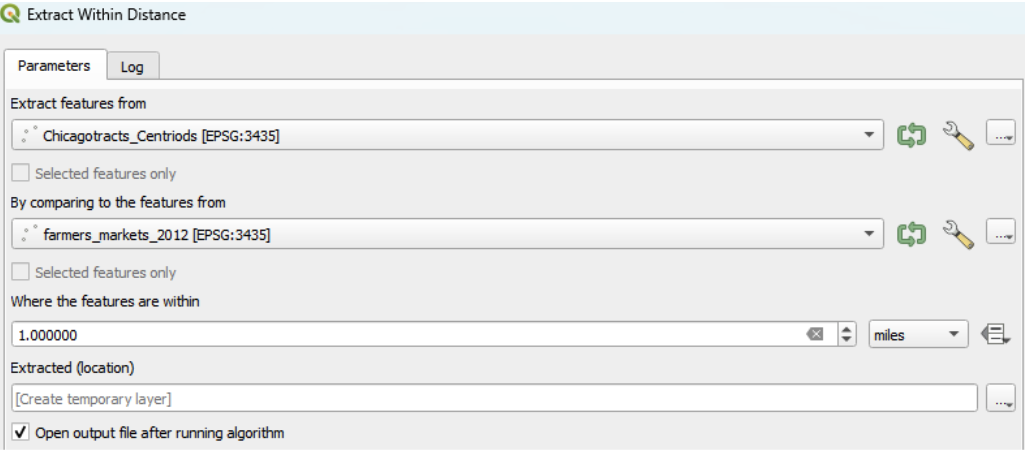 Extract Within Distance
Parameters
Log
Extract features from
Chicagotracts_Centriods [EPSG:3435]
...
Selected features only
By comparing to the features from
farmers_markets_2012 [EPSG:3435]
...
Selected features only
Where the features are within
1.000000
miles
Extracted (location)
[Create temporary layer]
...
Open output file after running algorithm